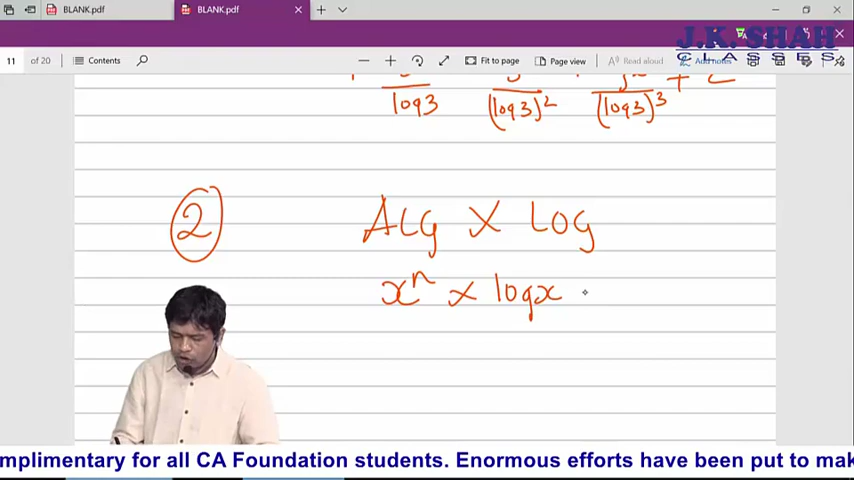 BLANK.pdf BLANK.pdf
J.K. SHAH
CLASSES
11 of 20 Contents Fit to page Page view Read aloud Add notes
log3 (log3)² (log3)³ +
2 ALG X LOG
xⁿ × logx
omplimentary for all CA Foundation students. Enormous efforts have been put to mak